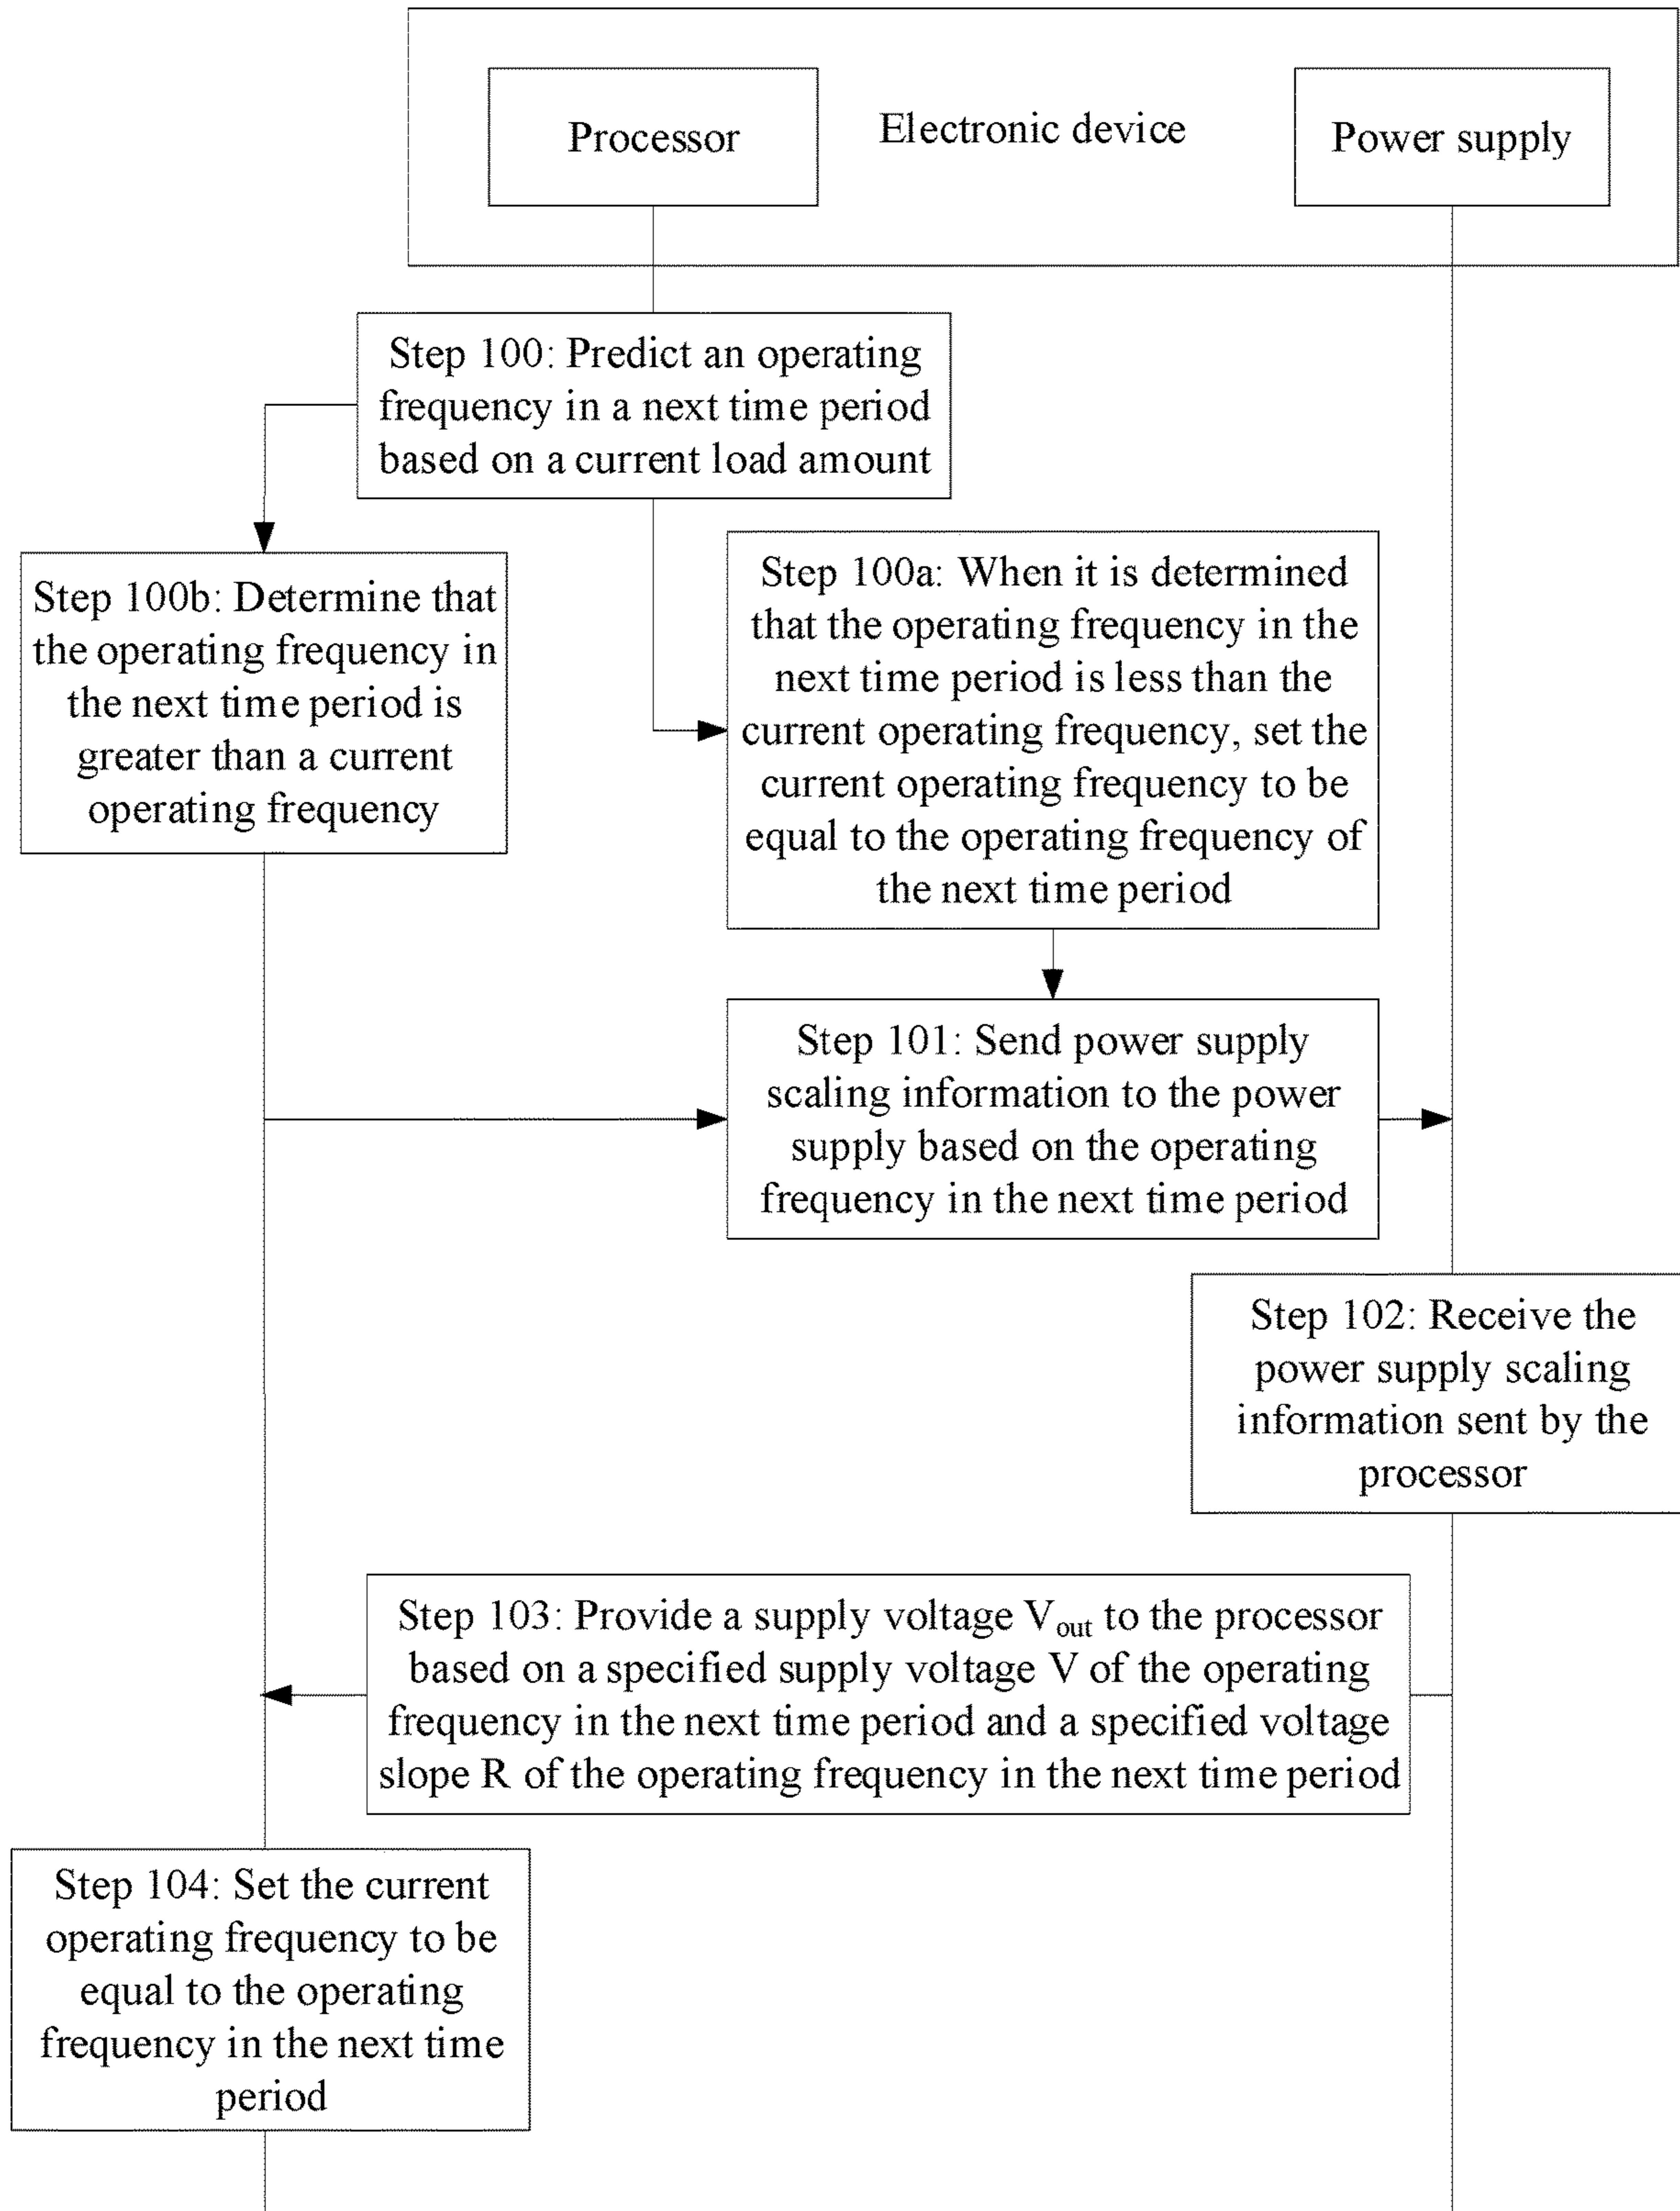 Processor
Electronic device
Power supply
Step 100: Predict an operating
frequency in a next time period
based on a current load amount
Step 100b: Determine that
the operating frequency in
the next time period is
greater than a current
operating frequency
Step 100a: When it is determined
that the operating frequency in the
next time period is less than the
current operating frequency, set the
current operating frequency to be
equal to the operating frequency of
the next time period
Step 101: Send power supply
scaling information to the power
supply based on the operating
frequency in the next time period
Step 102: Receive the
power supply scaling
information sent by the
processor
Step 103: Provide a supply voltage Vout to the processor
based on a specified supply voltage V of the operating
frequency in the next time period and a specified voltage
slope R of the operating frequency in the next time period
Step 104: Set the current
operating frequency to be
equal to the operating
frequency in the next time
period